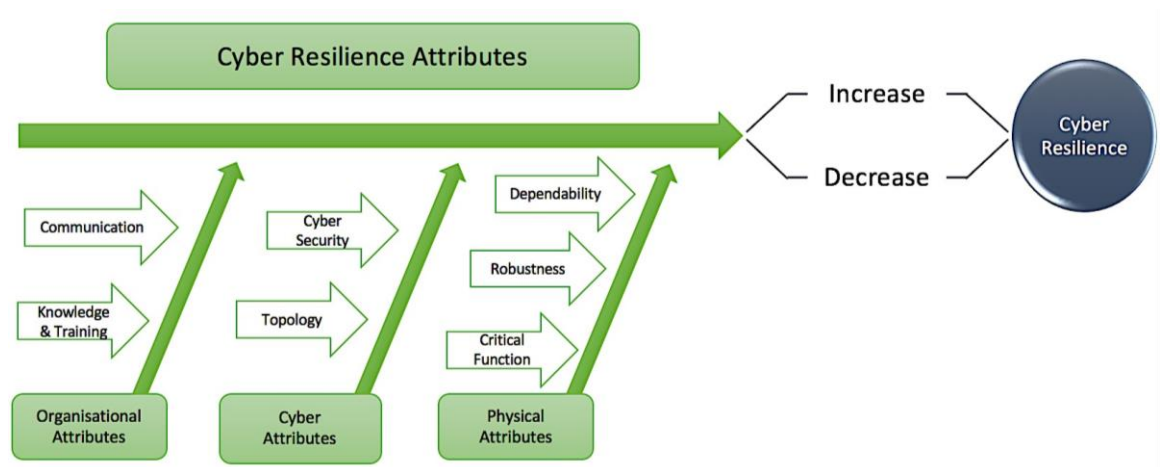 Cyber Resilience Attributes
Increase
Decrease
Cyber
Resilience
Communication
Knowledge
& Training
Organisational
Attributes
Cyber
Security
Topology
Cyber
Attributes
Dependability
Robustness
Critical
Function
Physical
Attributes